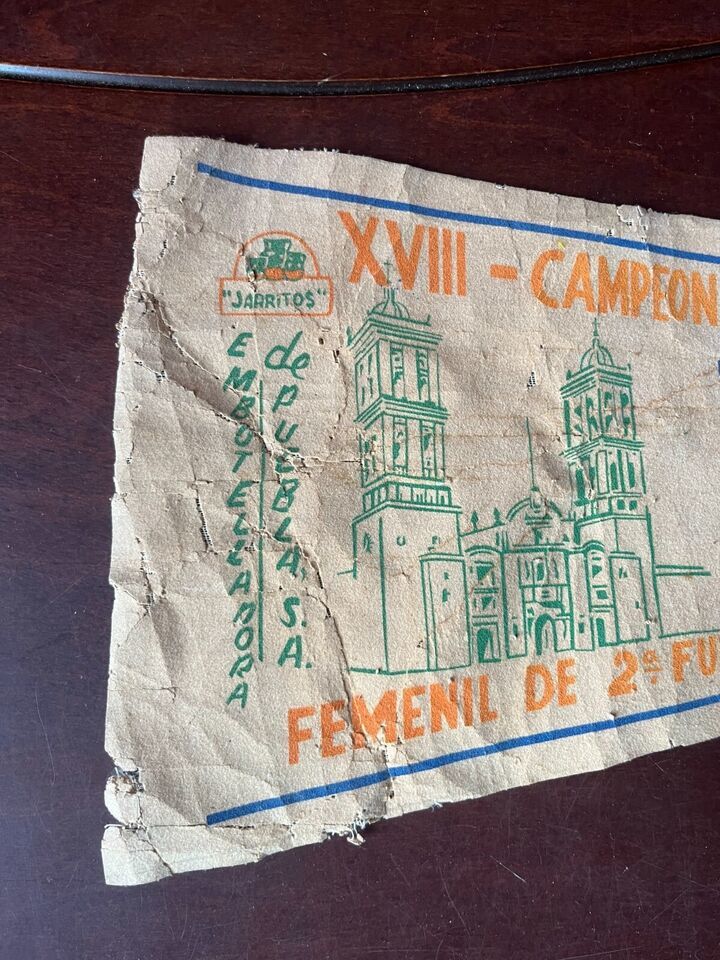 XVIII - CAMPEON
"JARRITOS"
EMBOTELLADORA
de PUEBLA, S.A.
FEMENIL DE 2ª FU